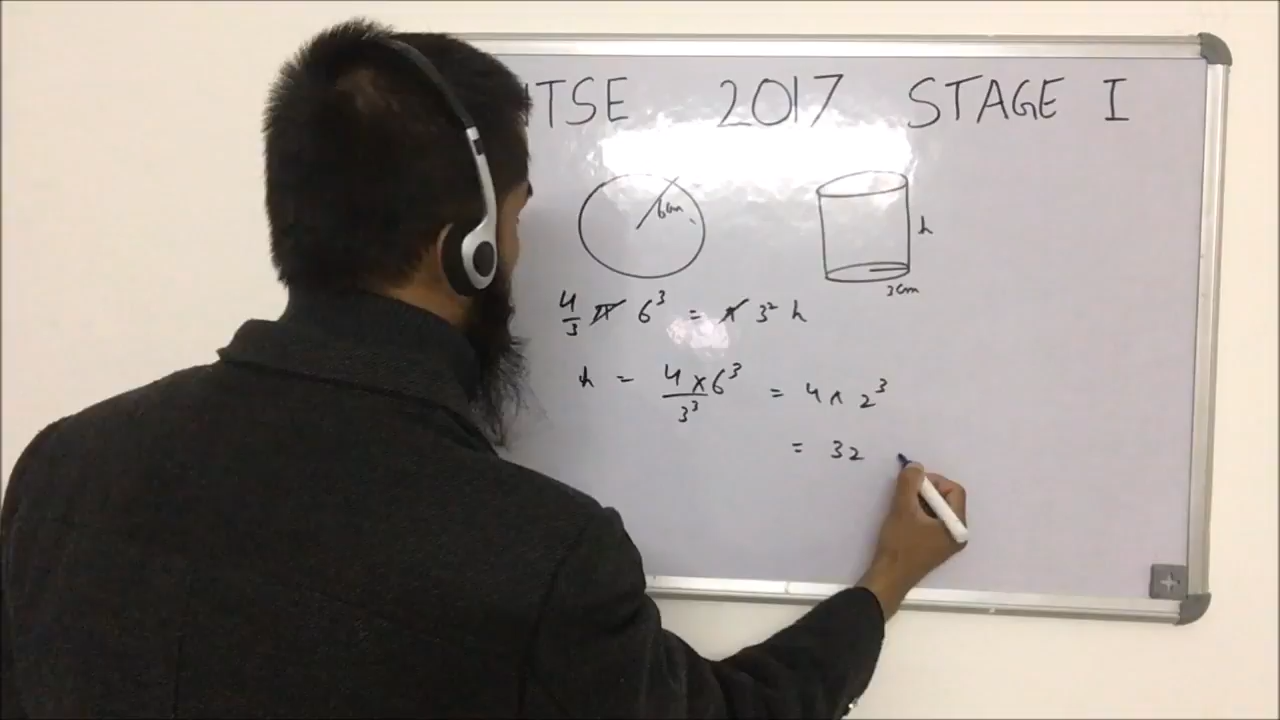 TSE 2017 STAGE I
6cm
h
3cm
4/3 π 6³ = π 3² h
h = 4×6³/3³ = 4 × 2³
= 32